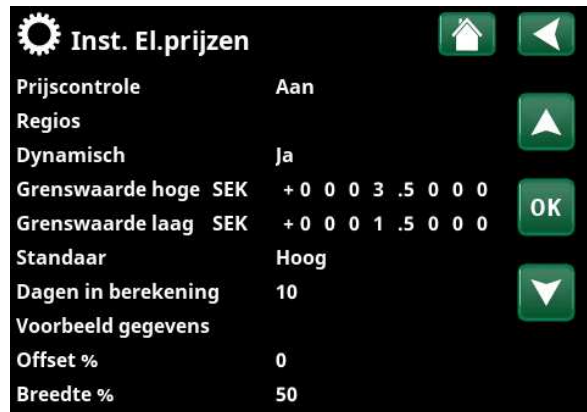 Inst. El.prijzen
Prijscontrole Aan
Regios
Dynamisch Ja
Grenswaarde hoge SEK +0 0 0 3 .5 0 0 0
Grenswaarde laag SEK +0 0 0 1 .5 0 0 0
OK
Standaar Hoog
Dagen in berekening 10
Voorbeeld gegevens
Offset % 0
Breedte % 50